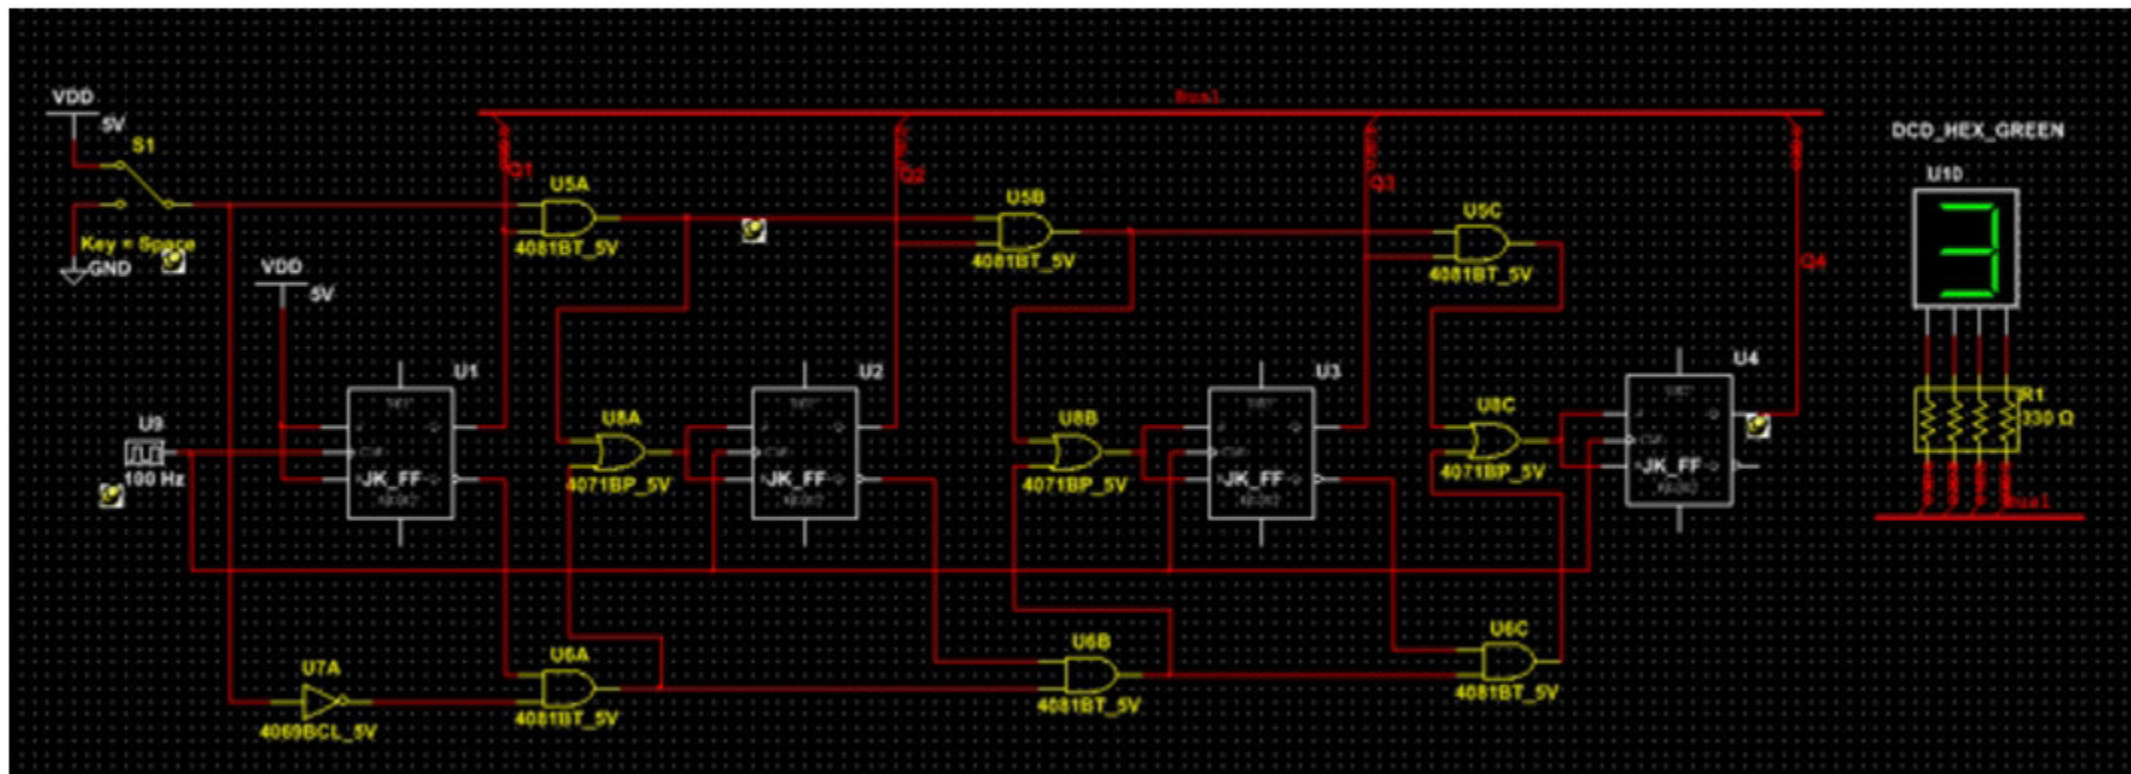 Bus1
VDD
5V
S1
Key = Space
GND
VDD
5V
Q1
Q2
Q3
Q4
U5A
4081BT_5V
U5B
4081BT_5V
U5C
4081BT_5V
DCD_HEX_GREEN
U10
3
R1
330 Ω
Bus1
U9
100 Hz
U1
JK_FF
U8A
4071BP_5V
U2
JK_FF
U8B
4071BP_5V
U3
JK_FF
U8C
4071BP_5V
U4
JK_FF
U7A
4069BCL_5V
U6A
4081BT_5V
U6B
4081BT_5V
U6C
4081BT_5V